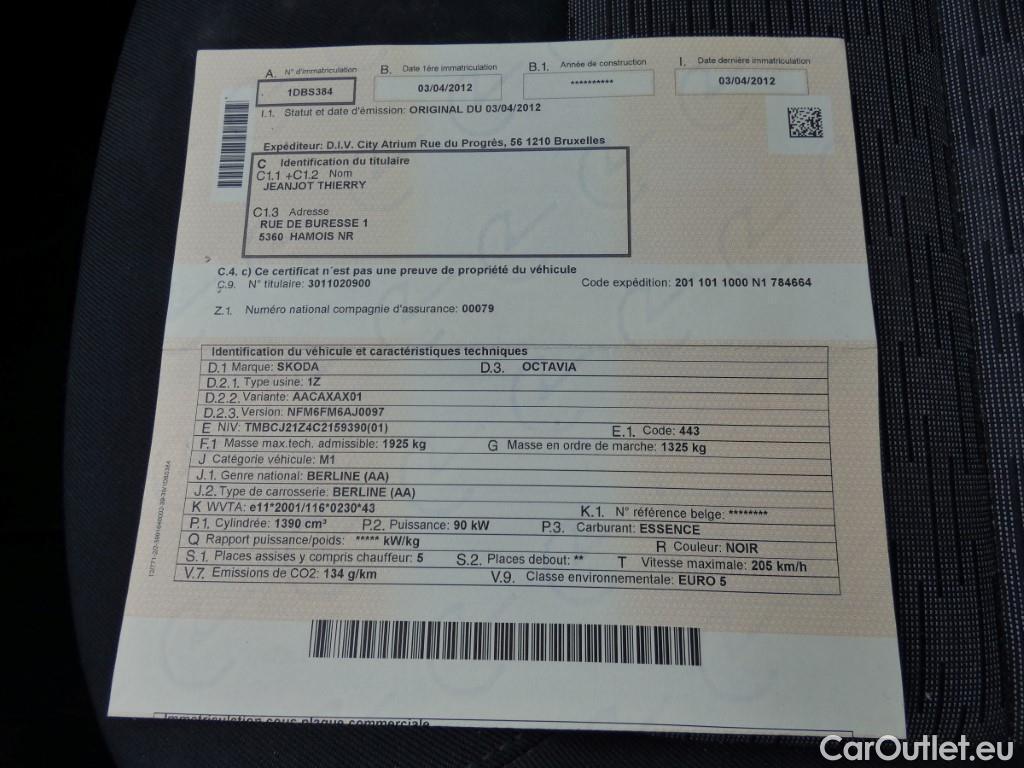 A. N° d'immatriculation B. Date 1ère immatriculation B.1. Année de construction I. Date dernière immatriculation
1DBS384 03/04/2012 ********** 03/04/2012
I.1. Statut et date d'émission: ORIGINAL DU 03/04/2012
Expéditeur: D.I.V. City Atrium Rue du Progrès, 56 1210 Bruxelles
C Identification du titulaire
C1.1 +C1.2 Nom
JEANJOT THIERRY
C1.3 Adresse
RUE DE BURESSE 1
5360 HAMOIS NR
C.4. c) Ce certificat n´est pas une preuve de propriété du véhicule
C.9. N° titulaire: 3011020900 Code expédition: 201 101 1000 N1 784664
Z.1. Numéro national compagnie d'assurance: 00079
Identification du véhicule et caractéristiques techniques
D.1 Marque: SKODA D.3. OCTAVIA
D.2.1. Type usine: 1Z
D.2.2. Variante: AACAXAX01
D.2.3. Version: NFM6FM6AJ0097
E NIV: TMBCJ21Z4C2159390(01) E.1. Code: 443
F.1 Masse max.tech. admissible: 1925 kg G Masse en ordre de marche: 1325 kg
J Catégorie véhicule: M1
J.1. Genre national: BERLINE (AA)
J.2. Type de carrosserie: BERLINE (AA)
K WVTA: e11*2001/116*0230*43 K.1. N° référence belge: ********
P.1. Cylindrée: 1390 cm³ P.2. Puissance: 90 kW P.3. Carburant: ESSENCE
Q Rapport puissance/poids: ***** kW/kg R Couleur: NOIR
S.1. Places assises y compris chauffeur: 5 S.2. Places debout: ** T Vitesse maximale: 205 km/h
V.7. Emissions de CO2: 134 g/km V.9. Classe environnementale: EURO 5
Immatriculation sous plaque commerciale
CarOutlet.eu